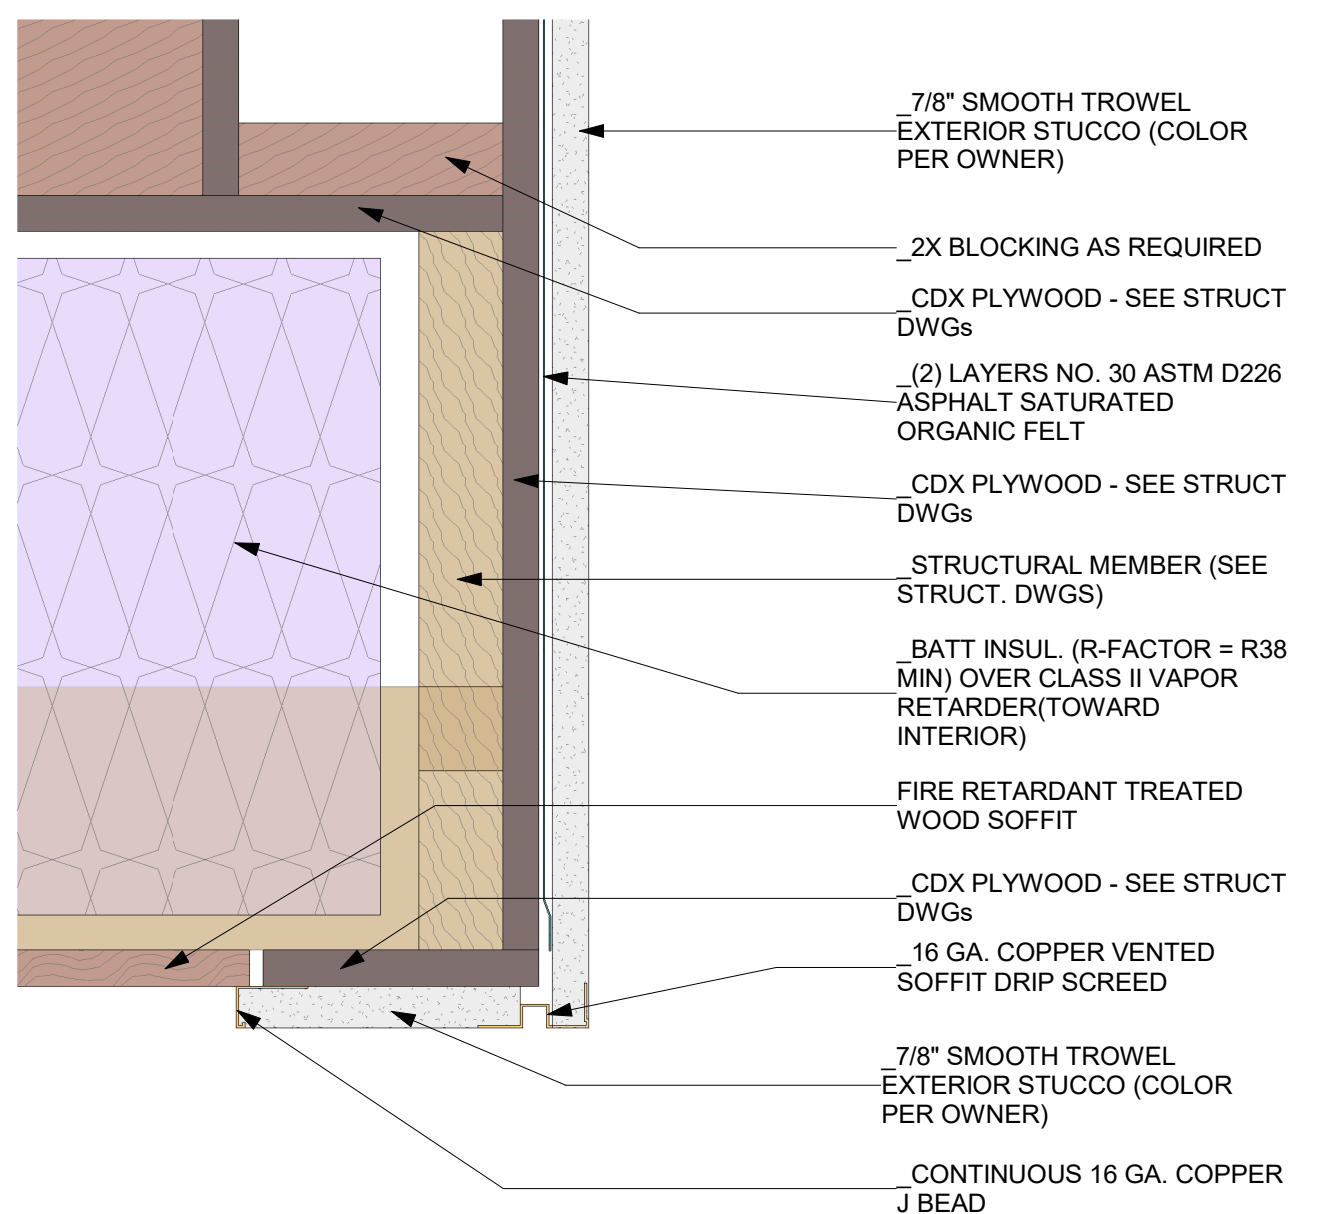 _7/8" SMOOTH TROWEL
EXTERIOR STUCCO (COLOR
PER OWNER)
_2X BLOCKING AS REQUIRED
_CDX PLYWOOD - SEE STRUCT
DWGs
_(2) LAYERS NO. 30 ASTM D226
ASPHALT SATURATED
ORGANIC FELT
_CDX PLYWOOD - SEE STRUCT
DWGs
_STRUCTURAL MEMBER (SEE
STRUCT. DWGS)
_BATT INSUL. (R-FACTOR = R38
MIN) OVER CLASS II VAPOR
RETARDER(TOWARD
INTERIOR)
FIRE RETARDANT TREATED
WOOD SOFFIT
_CDX PLYWOOD - SEE STRUCT
DWGs
_16 GA. COPPER VENTED
SOFFIT DRIP SCREED
_7/8" SMOOTH TROWEL
EXTERIOR STUCCO (COLOR
PER OWNER)
_CONTINUOUS 16 GA. COPPER
J BEAD